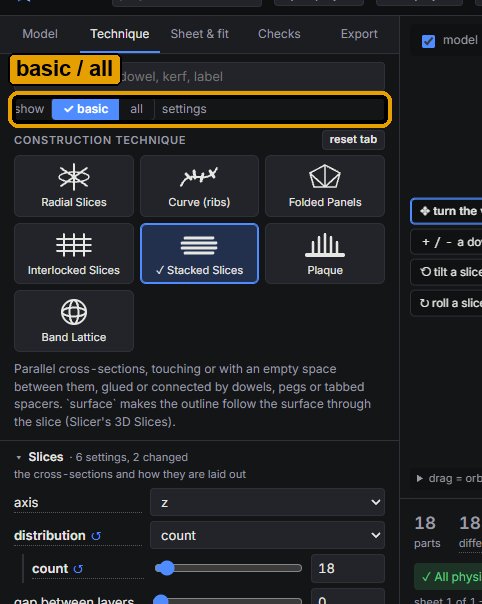 Model Technique Sheet & fit Checks Export
model
basic / all
dowel, kerf, label
show ✓ basic all settings
CONSTRUCTION TECHNIQUE reset tab
Radial Slices Curve (ribs) Folded Panels
✥ turn the
Interlocked Slices ✓ Stacked Slices Plaque
+ / - a
tilt a slice
↻ roll a slice
Band Lattice
Parallel cross-sections, touching or with an empty space
between them, glued or connected by dowels, pegs or tabbed
spacers. `surface` makes the outline follow the surface through
the slice (Slicer's 3D Slices).
Slices · 6 settings, 2 changed
the cross-sections and how they are laid out
▸ drag = orb
axis z
distribution ↺ count
18 18
parts diffe
count ↺ 18
✓ All physi
gap between layers 0
sheet 1 of 1